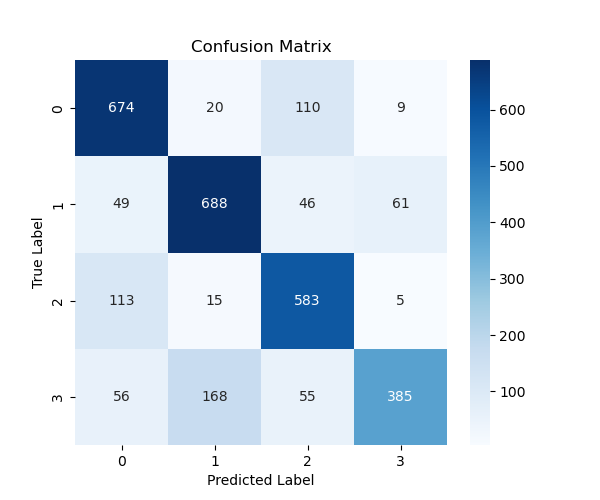 Confusion Matrix
0 674 20 110 9
1 49 688 46 61
2 113 15 583 5
3 56 168 55 385
0 1 2 3
Predicted Label
True Label
600
500
400
300
200
100